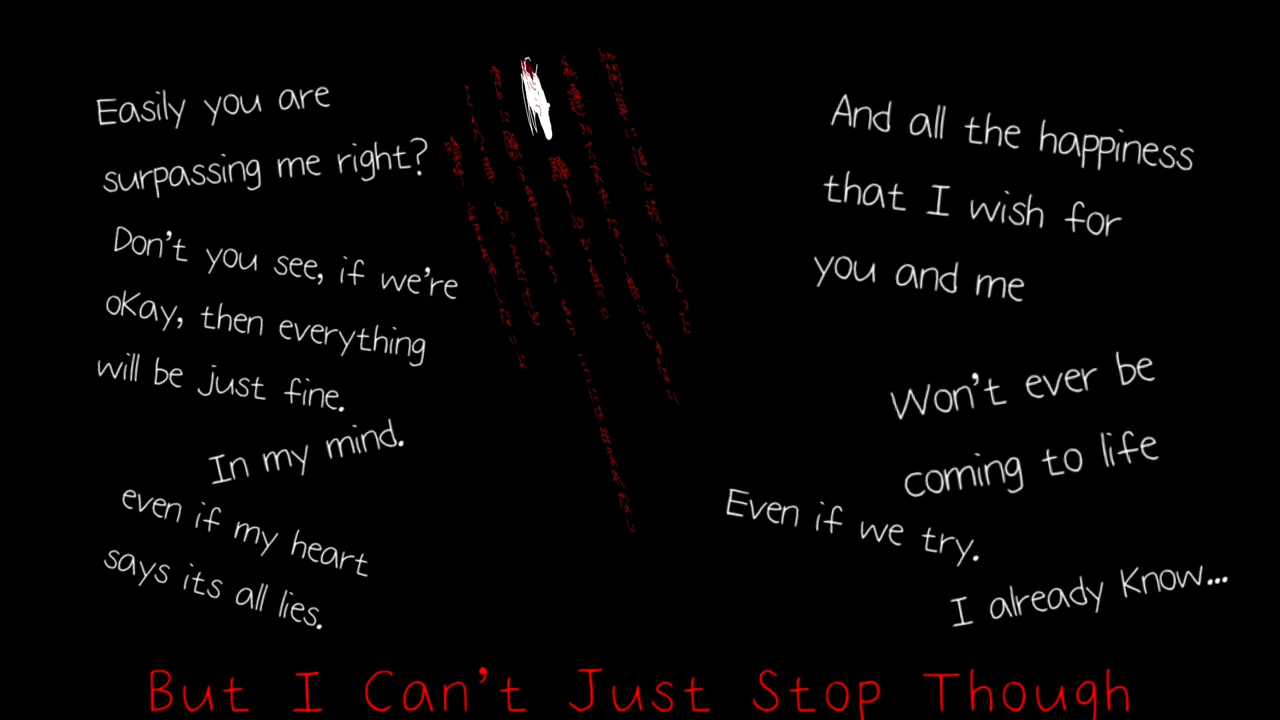 Easily you are
surpassing me right?
Don't you see, if we're
okay, then everything
will be just fine.
In my mind.
even if my heart
says its all lies.
And all the happiness
that I wish for
you and me
Won't ever be
coming to life
Even if we try.
I already know...
But I Can't Just Stop Though